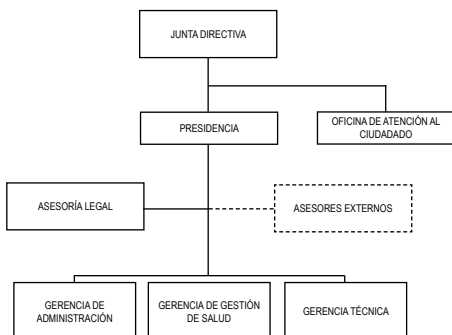 JUNTA DIRECTIVA
PRESIDENCIA
OFICINA DE ATENCIÓN AL
CIUDADADO
ASESORÍA LEGAL
ASESORES EXTERNOS
GERENCIA DE
ADMINISTRACIÓN
GERENCIA DE GESTIÓN
DE SALUD
GERENCIA TÉCNICA